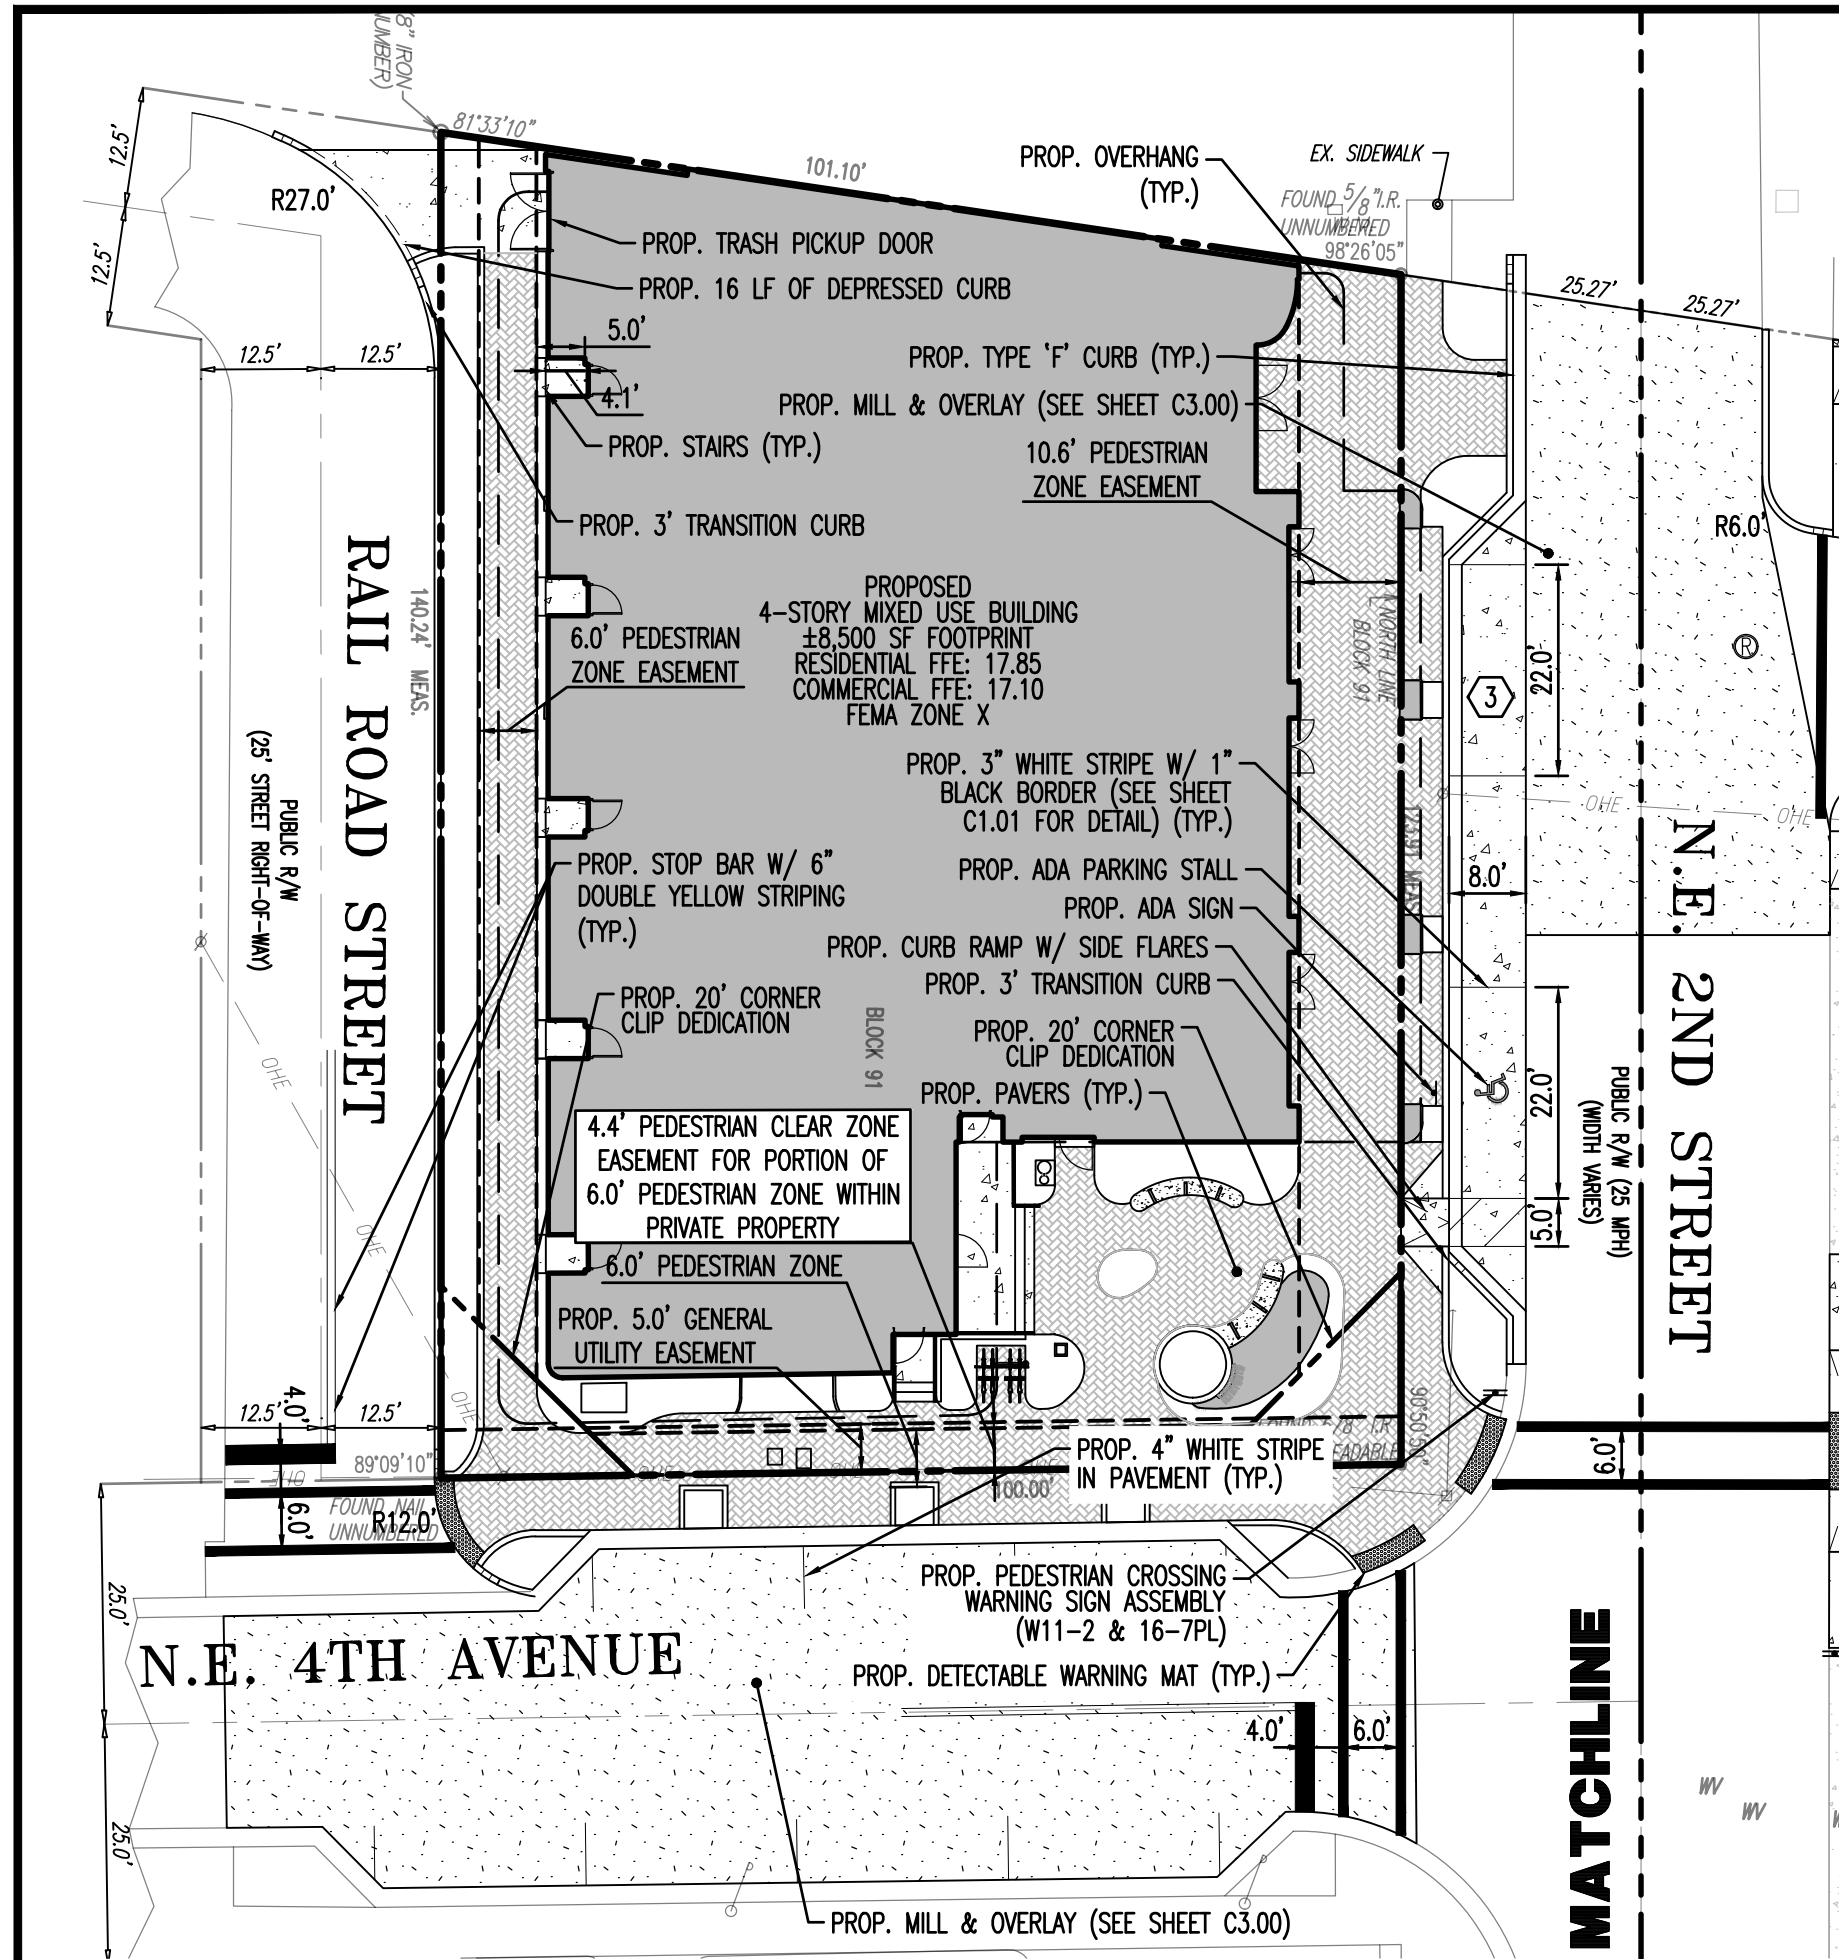 8" IRON
NUMBER)
81°33'10"
101.10'
12.5'
12.5'
R27.0'
PROP. TRASH PICKUP DOOR
PROP. 16 LF OF DEPRESSED CURB
PROP. OVERHANG
(TYP.)
EX. SIDEWALK
FOUND 5/8"I.R.
UNNUMBERED
98°26'05"
25.27'
25.27'
12.5'
12.5'
5.0'
4.1'
PROP. STAIRS (TYP.)
PROP. 3' TRANSITION CURB
PROP. TYPE 'F' CURB (TYP.)
PROP. MILL & OVERLAY (SEE SHEET C3.00)
10.6' PEDESTRIAN
ZONE EASEMENT
R6.0'
RAIL ROAD STREET
140.24' MEAS.
PUBLIC R/W
(25' STREET RIGHT-OF-WAY)
6.0' PEDESTRIAN
ZONE EASEMENT
PROPOSED
4-STORY MIXED USE BUILDING
±8,500 SF FOOTPRINT
RESIDENTIAL FFE: 17.85
COMMERCIAL FFE: 17.10
FEMA ZONE X
NORTH LINE
BLOCK 91
3
22.0'
R
PROP. 3" WHITE STRIPE W/ 1"
BLACK BORDER (SEE SHEET
C1.01 FOR DETAIL) (TYP.)
OHE
OHE
8.0'
PROP. STOP BAR W/ 6"
DOUBLE YELLOW STRIPING
(TYP.)
PROP. ADA PARKING STALL
PROP. ADA SIGN
PROP. CURB RAMP W/ SIDE FLARES
PROP. 3' TRANSITION CURB
N.E. 2ND STREET
PROP. 20' CORNER
CLIP DEDICATION
BLOCK 91
PROP. 20' CORNER
CLIP DEDICATION
PROP. PAVERS (TYP.)
22.0'
PUBLIC R/W (25 MPH)
(WIDTH VARIES)
OHE
4.4' PEDESTRIAN CLEAR ZONE
EASEMENT FOR PORTION OF
6.0' PEDESTRIAN ZONE WITHIN
PRIVATE PROPERTY
OHE
5.0'
6.0' PEDESTRIAN ZONE
PROP. 5.0' GENERAL
UTILITY EASEMENT
OHE
12.5'
4.0'
12.5'
90°50'50"
89°09'10"
OHE
OHE
OHE
FOUND NAIL
UNNUMBERED
6.0'
R12.0'
100.00'
PROP. 4" WHITE STRIPE
IN PAVEMENT (TYP.)
6.0'
25.0'
PROP. PEDESTRIAN CROSSING
WARNING SIGN ASSEMBLY
(W11-2 & 16-7PL)
PROP. DETECTABLE WARNING MAT (TYP.)
N.E. 4TH AVENUE
4.0'
6.0'
25.0'
MATCHLINE
WV
WV
PROP. MILL & OVERLAY (SEE SHEET C3.00)